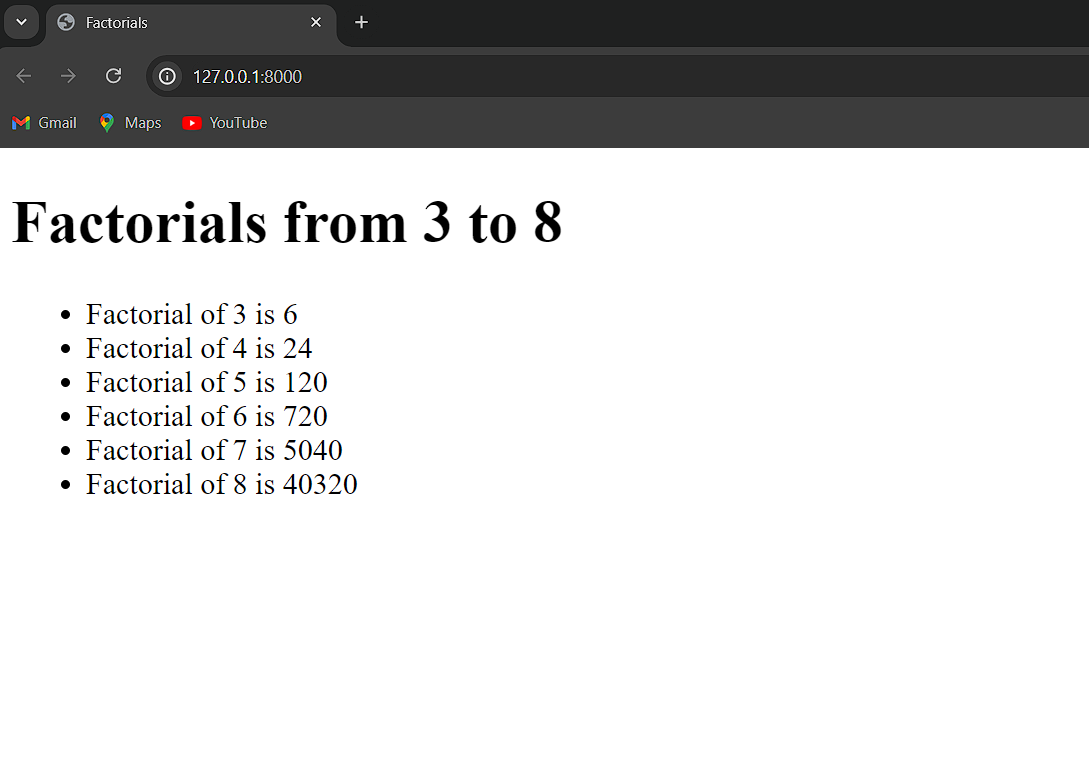 Factorials
127.0.0.1:8000
Gmail Maps YouTube
Factorials from 3 to 8
Factorial of 3 is 6
Factorial of 4 is 24
Factorial of 5 is 120
Factorial of 6 is 720
Factorial of 7 is 5040
Factorial of 8 is 40320